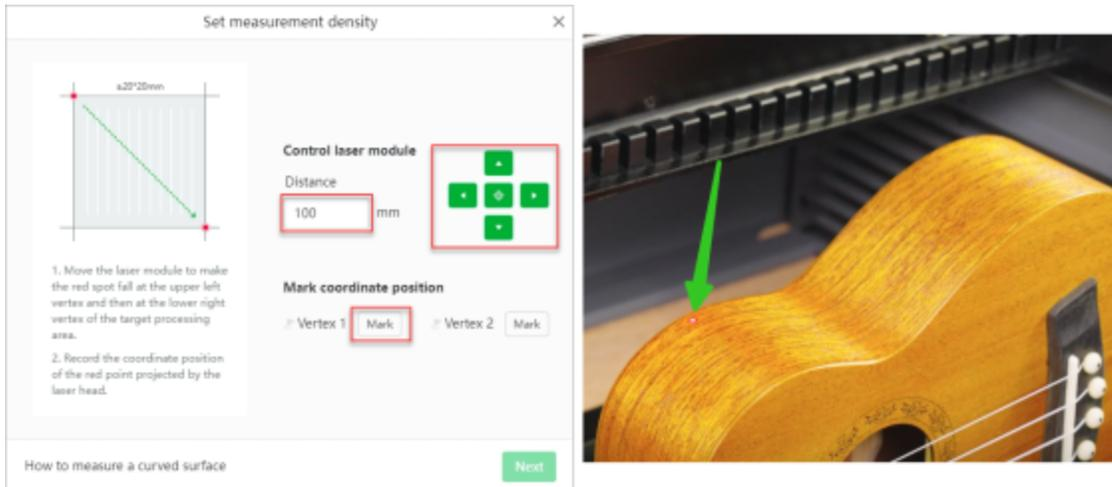 Set measurement density
≥20*20mm
Control laser module
Distance
100 mm
1. Move the laser module to make
the red spot fall at the upper left
vertex and then at the lower right
vertex of the target processing
area.
2. Record the coordinate position
of the red point projected by the
laser head.
Mark coordinate position
Vertex 1 Mark Vertex 2 Mark
How to measure a curved surface
Next